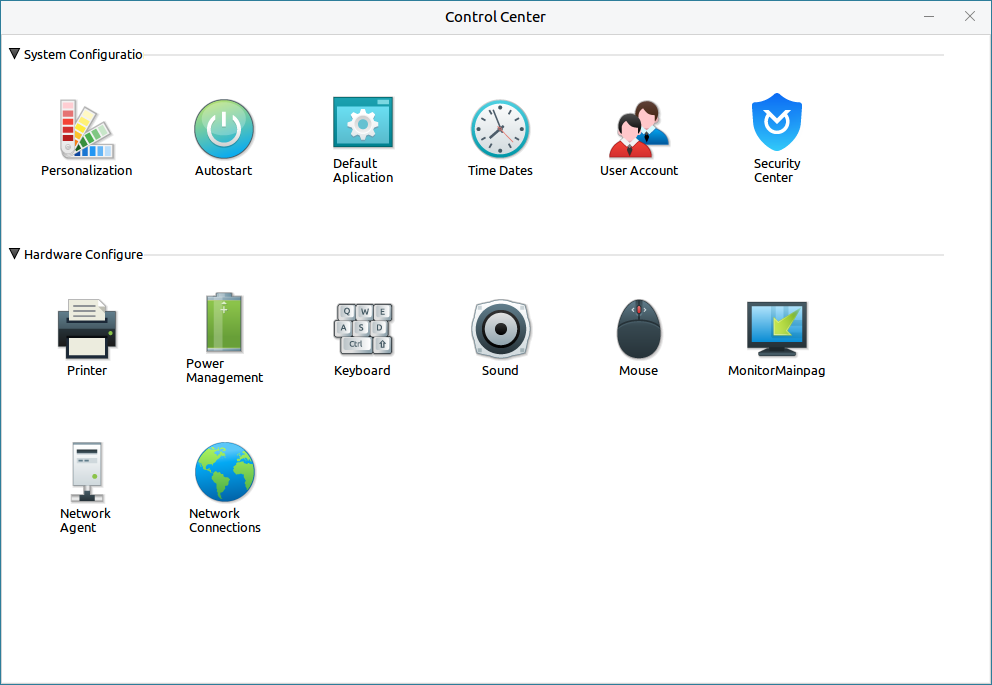 Control Center
System Configuratio
Personalization
Autostart
Default
Aplication
Time Dates
User Account
Security
Center
Hardware Configure
Q W E
A S D
Ctrl
Printer
Power
Management
Keyboard
Sound
Mouse
MonitorMainpag
Network
Agent
Network
Connections